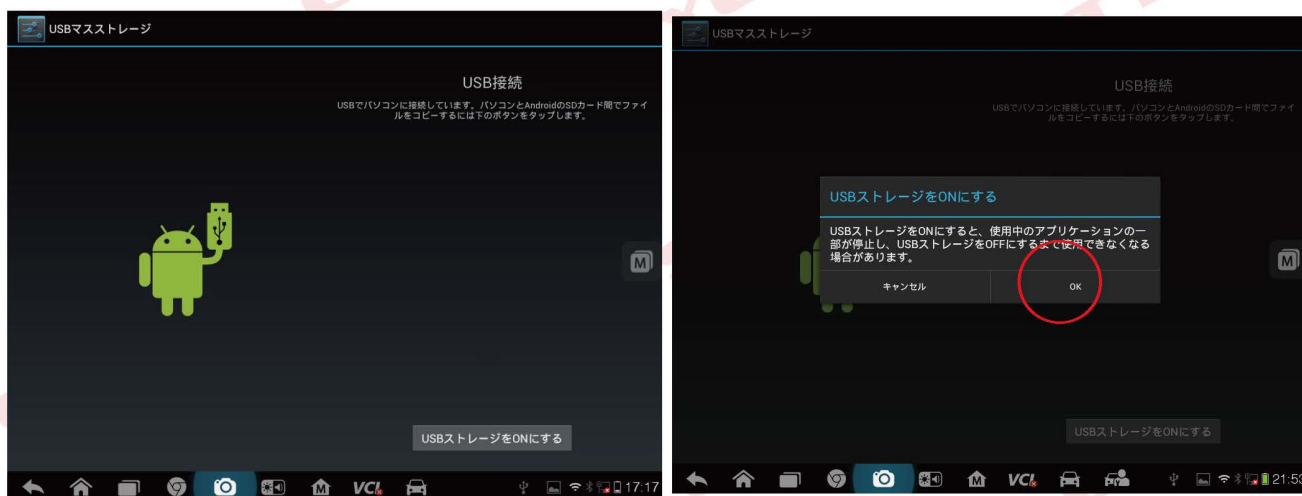 USBマスストレージ
USB接続
USBでパソコンに接続しています。パソコンとAndroidのSDカード間でファイ
ルをコピーするには下のボタンをタップします。
M
USBストレージをONにする
M
VCI
17:17
USBマスストレージ
USB接続
USBでパソコンに接続しています。パソコンとAndroidのSDカード間でファイ
ルをコピーするには下のボタンをタップします。
USBストレージをONにする
USBストレージをONにすると、使用中のアプリケーションの一
部が停止し、USBストレージをOFFにするまで使用できなくなる
場合があります。
キャンセル
OK
M
USBストレージをONにする
M
VCI
21:53